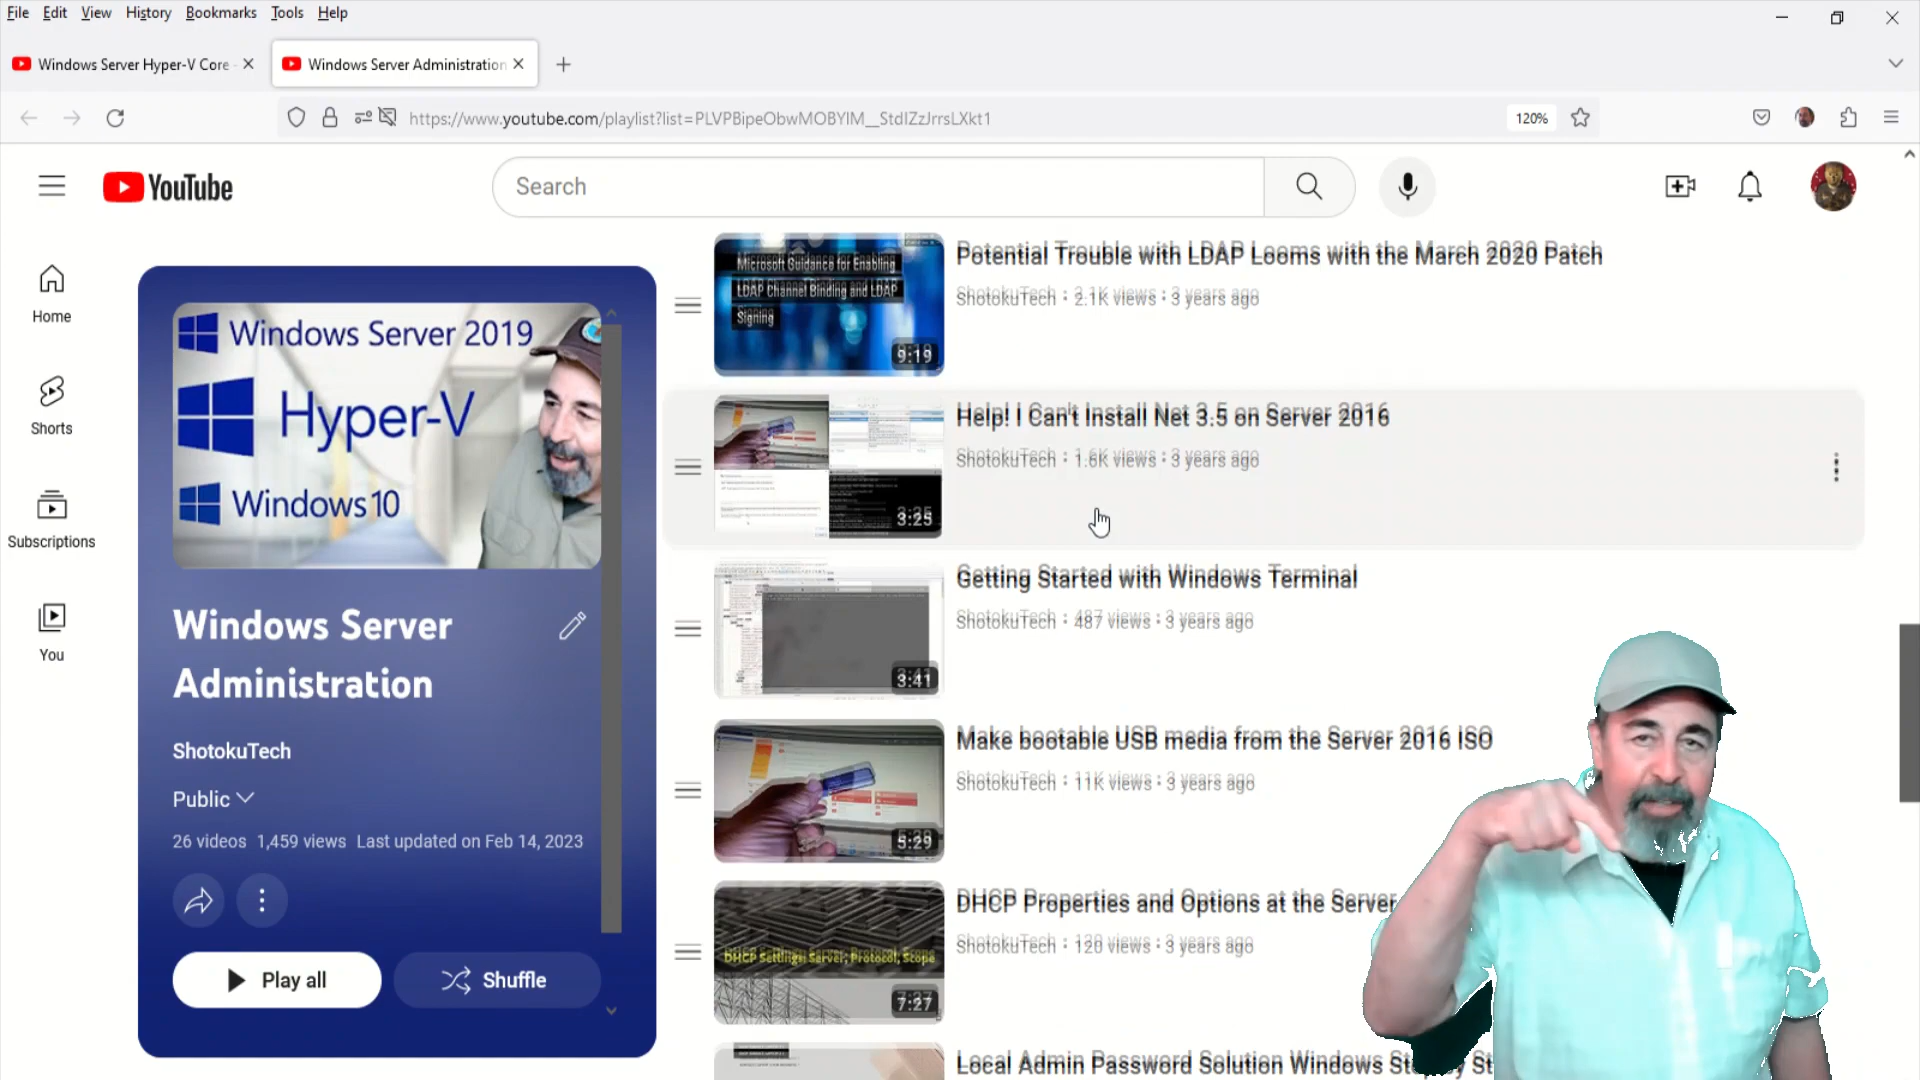 File Edit View History Bookmarks Tools Help
Windows Server Hyper-V Core
Windows Server Administration
https://www.youtube.com/playlist?list=PLVPBipeObwMOBYlM__StdIZzJrrsLXkt1
120%
YouTube
Search
Home
Shorts
Subscriptions
You
Windows Server 2019
Hyper-V
Windows 10
Windows Server
Administration
ShotokuTech
Public
26 videos 1,459 views Last updated on Feb 14, 2023
Play all
Shuffle
Microsoft Guidance for Enabling
LDAP Channel Binding and LDAP
Signing
9:19
Potential Trouble with LDAP Looms with the March 2020 Patch
ShotokuTech • 2.1K views • 3 years ago
3:25
Help! I Can't Install Net 3.5 on Server 2016
ShotokuTech • 1.6K views • 3 years ago
3:41
Getting Started with Windows Terminal
ShotokuTech • 487 views • 3 years ago
5:29
Make bootable USB media from the Server 2016 ISO
ShotokuTech • 11K views • 3 years ago
DHCP Settings: Server, Protocol, Scope
7:27
DHCP Properties and Options at the Server
ShotokuTech • 120 views • 3 years ago
Local Admin Password Solution Windows